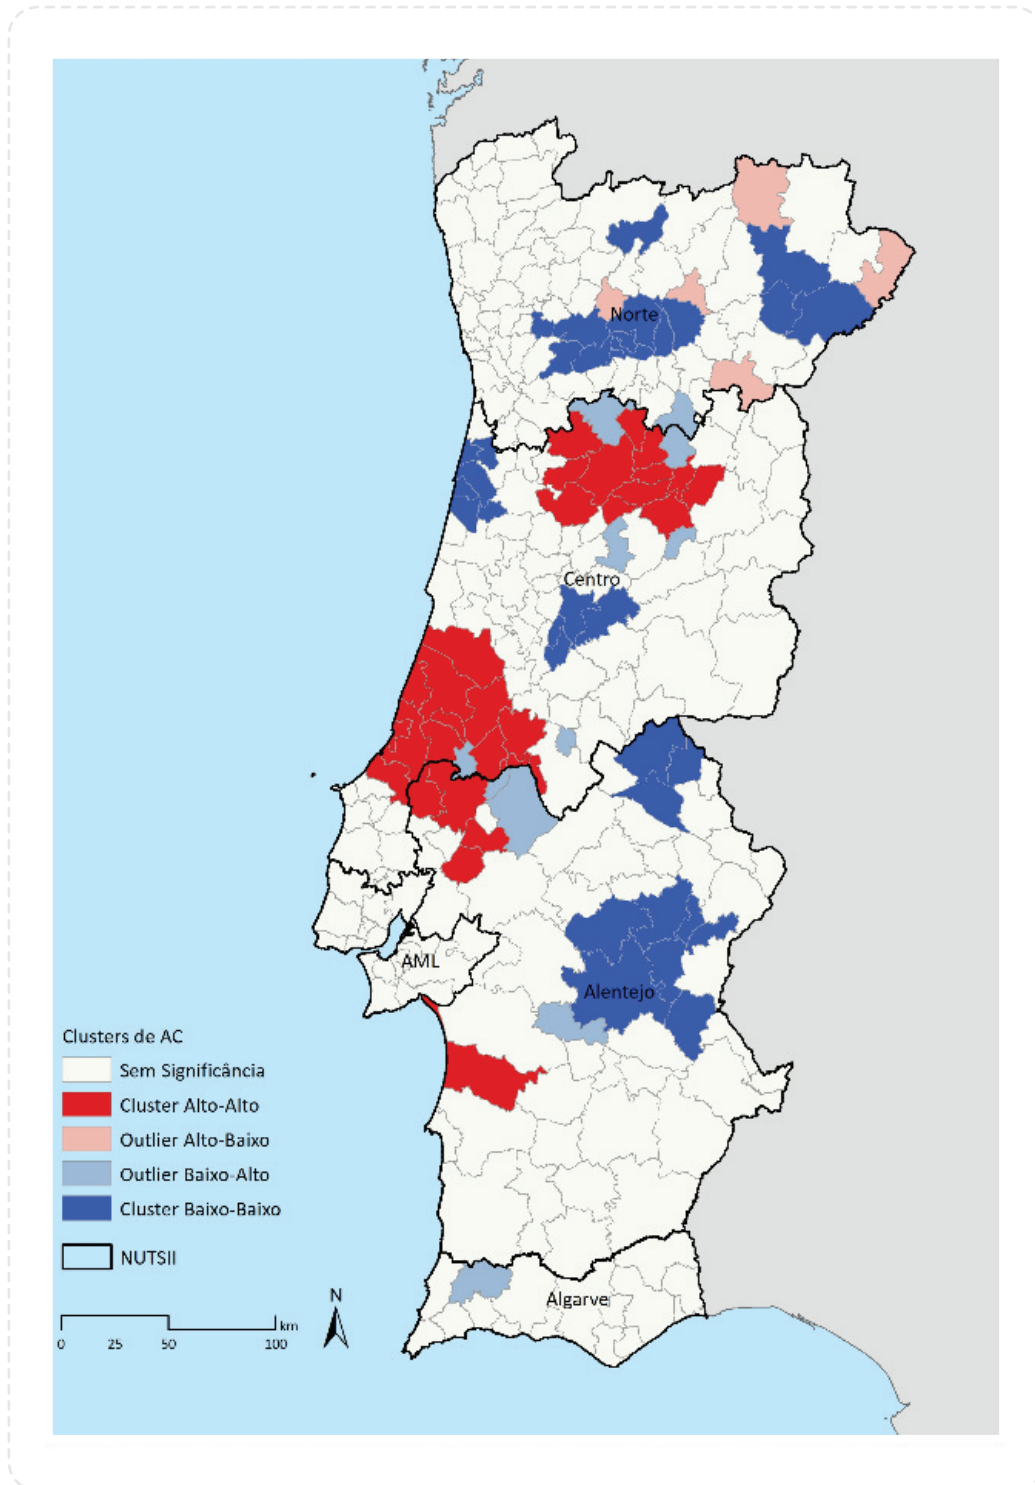 Norte
Centro
AML
Alentejo
Clusters de AC
Sem Significância
Cluster Alto-Alto
Outlier Alto-Baixo
Outlier Baixo-Alto
Cluster Baixo-Baixo
NUTSII
Algarve
N
km
0 25 50 100